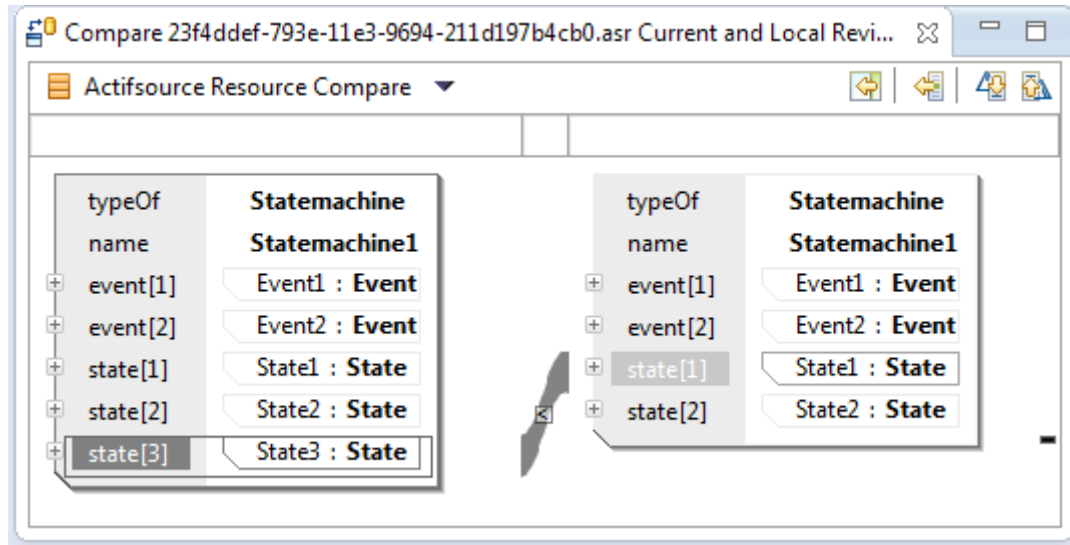 Compare 23f4ddef-793e-11e3-9694-211d197b4cb0.asr Current and Local Revi...
Actifsource Resource Compare
typeOf Statemachine
name Statemachine1
event[1] Event1 : Event
event[2] Event2 : Event
state[1] State1 : State
state[2] State2 : State
state[3] State3 : State
typeOf Statemachine
name Statemachine1
event[1] Event1 : Event
event[2] Event2 : Event
state[1] State1 : State
state[2] State2 : State